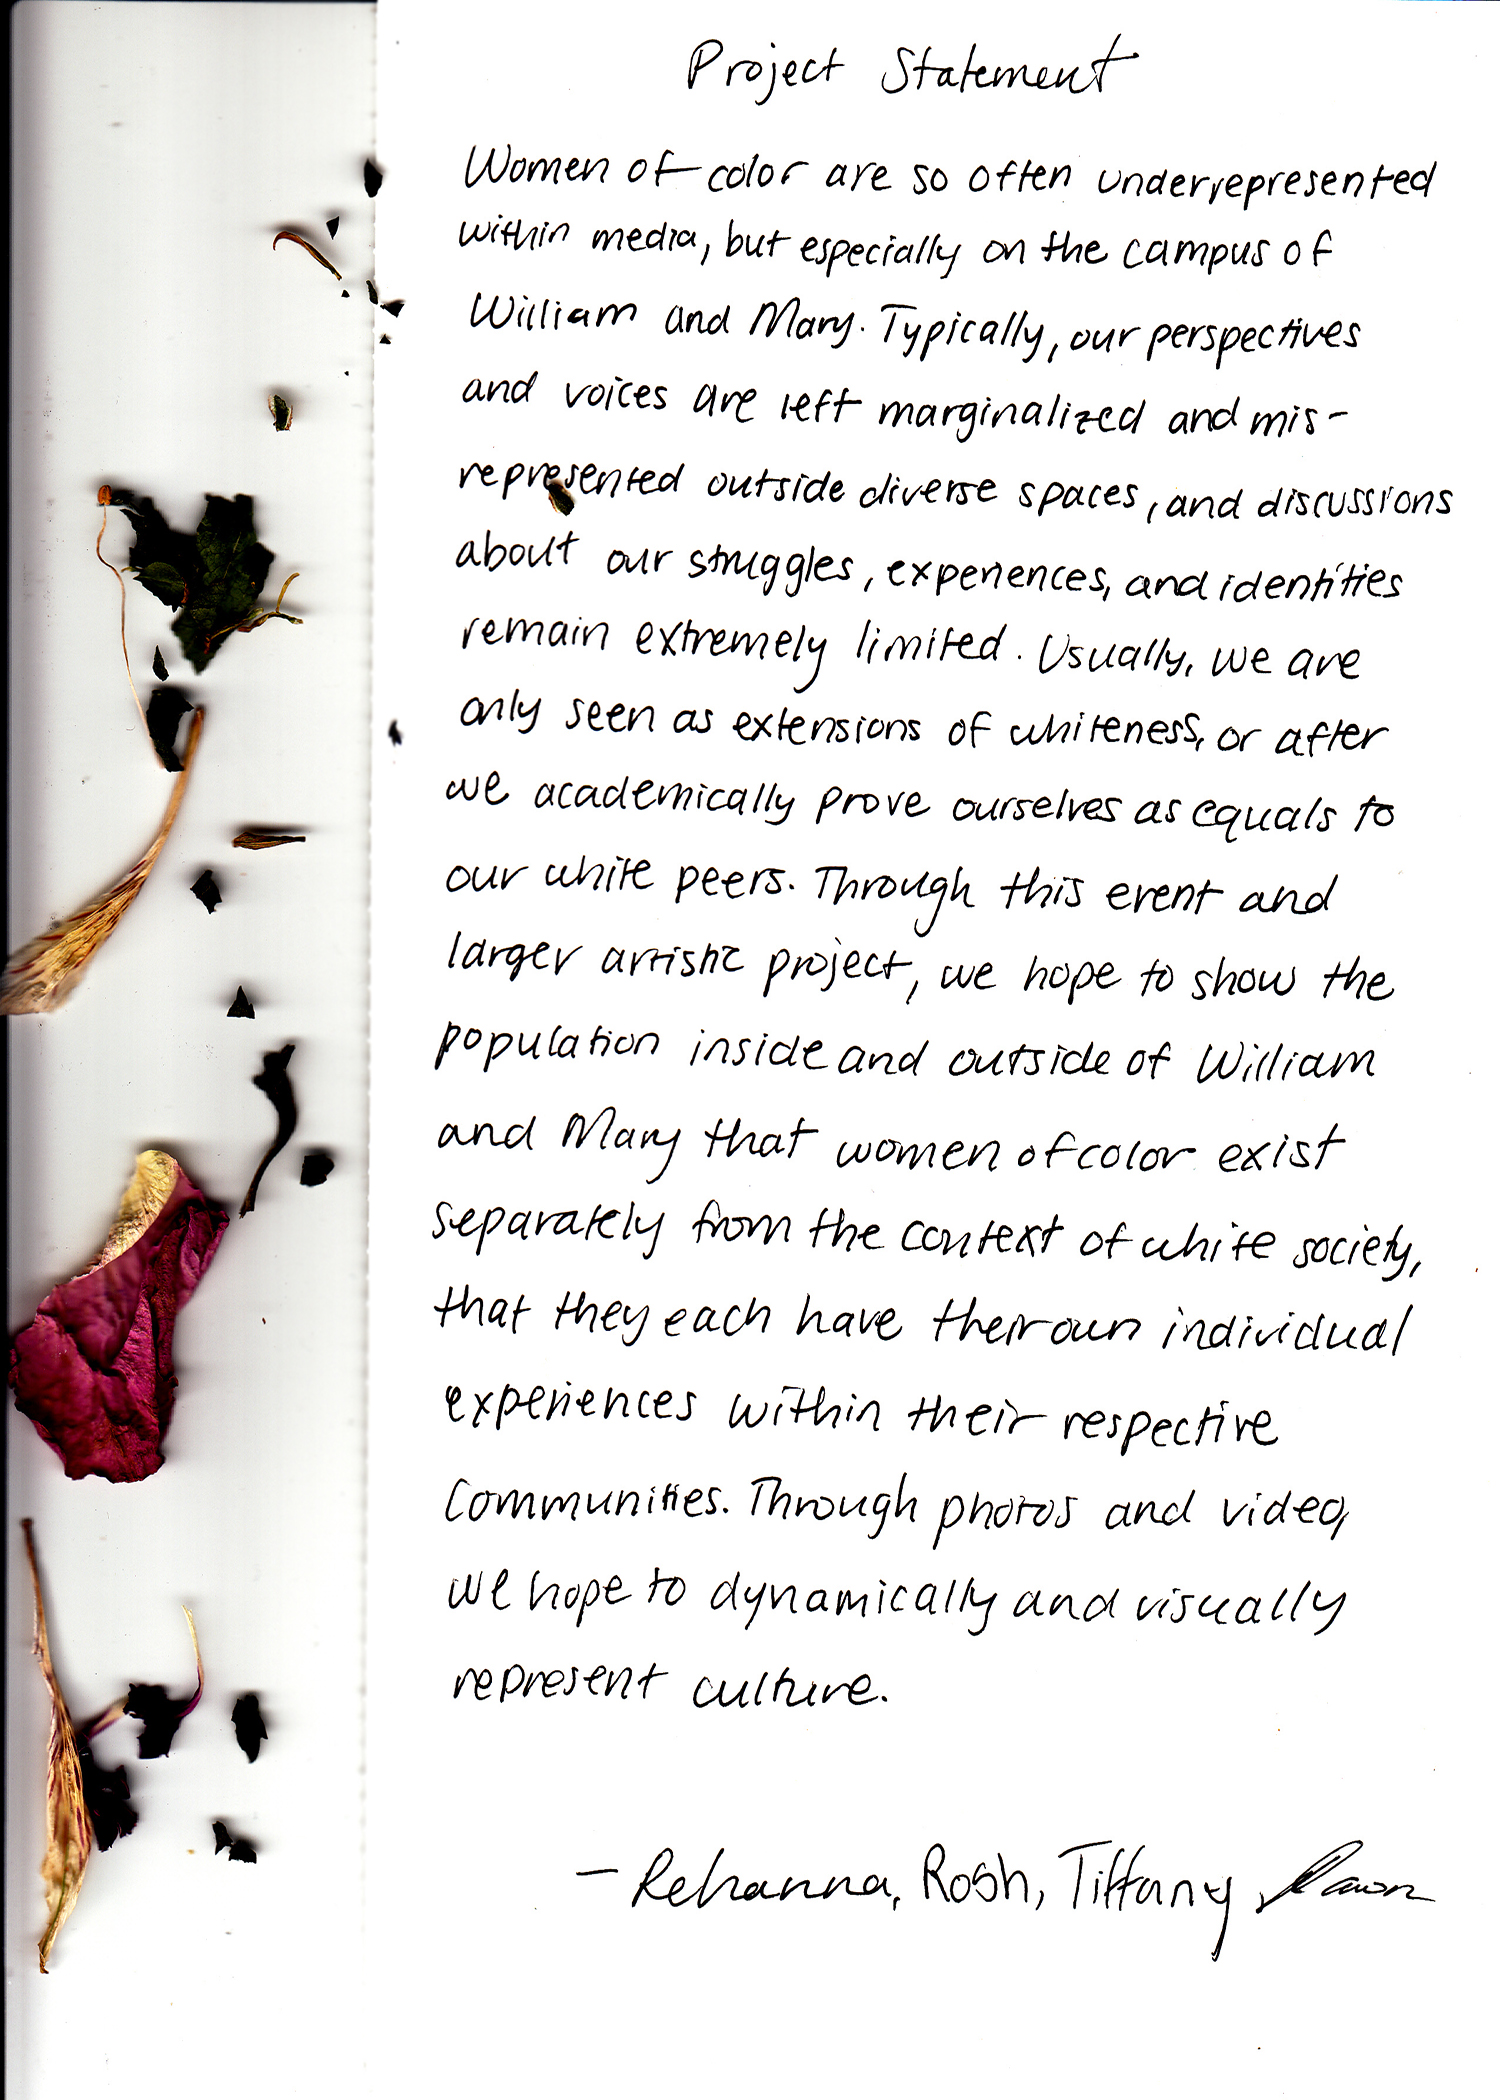 Project Statement
Women of color are so often underrepresented
within media, but especially on the campus of
William and Mary. Typically, our perspectives
and voices are left marginalized and mis-
represented outside diverse spaces, and discussions
about our struggles, experiences, and identities
remain extremely limited. Usually, we are
only seen as extensions of whiteness, or after
we academically prove ourselves as equals to
our white peers. Through this event and
larger artistic project, we hope to show the
population inside and outside of William
and Mary that women of color exist
separately from the context of white society,
that they each have their own individual
experiences within their respective
communities. Through photos and video,
we hope to dynamically and visually
represent culture.
- Rehanna, Rosh, Tiffany,